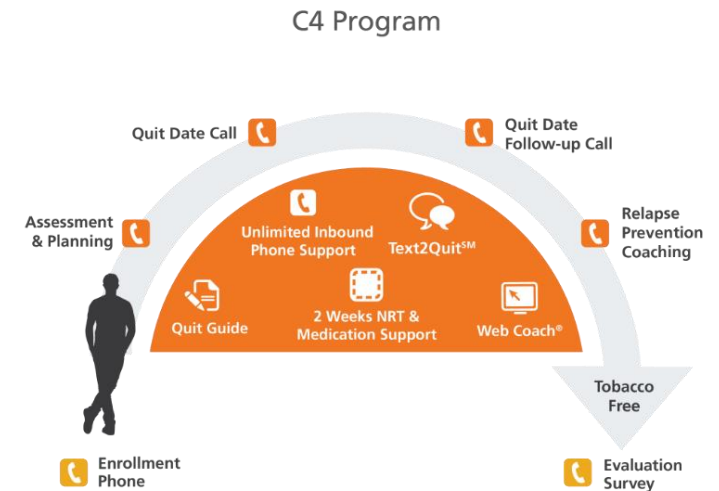 C4 Program
Quit Date Call
Quit Date
Follow-up Call
Assessment
& Planning
Unlimited Inbound
Phone Support
Text2Quit℠
Relapse
Prevention
Coaching
Quit Guide
2 Weeks NRT &
Medication Support
Web Coach®
Tobacco
Free
Enrollment
Phone
Evaluation
Survey